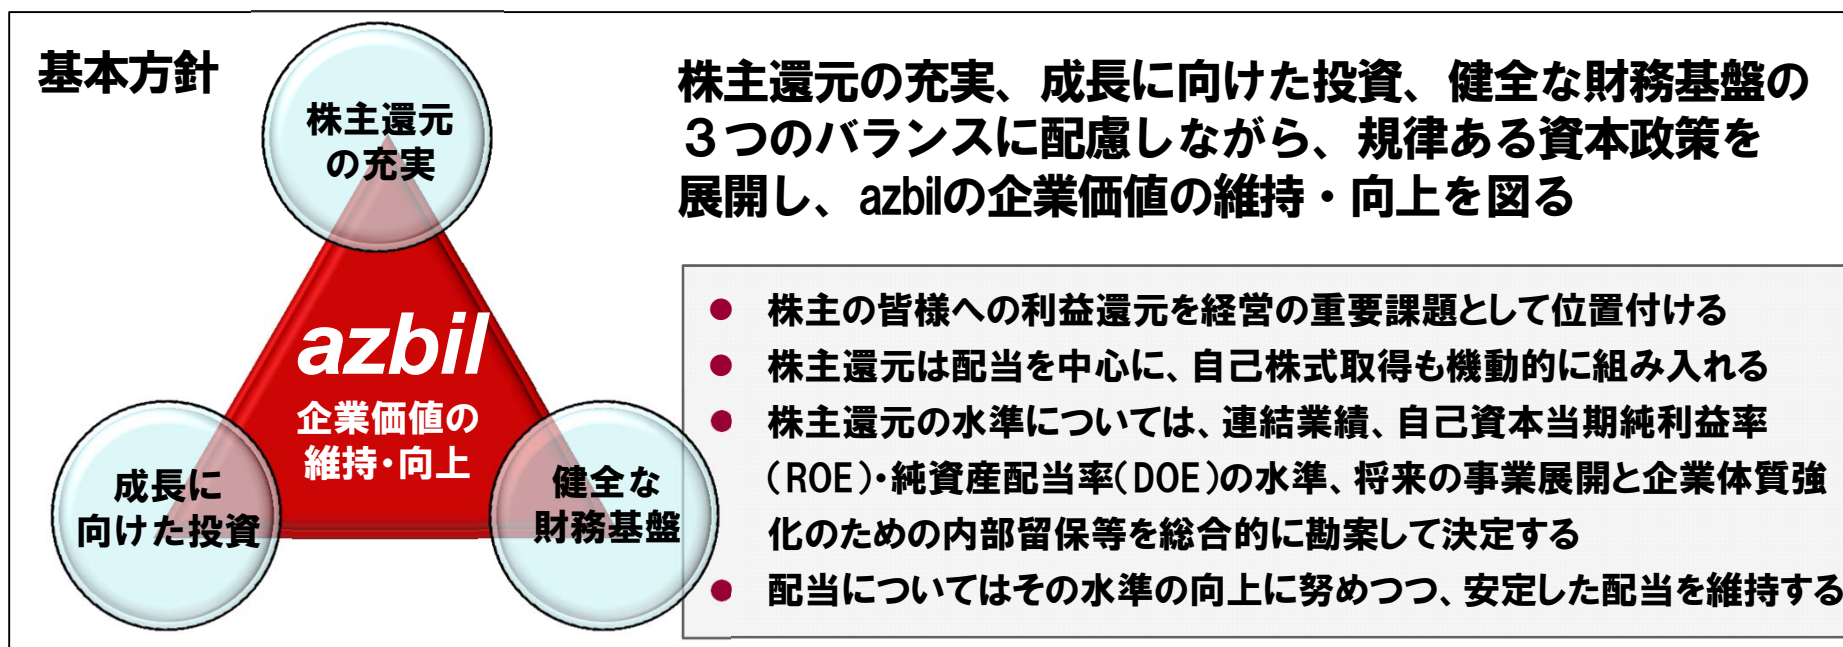 基本方針
株主還元
の充実
azbil
企業価値の
維持・向上
成長に
向けた投資
健全な
財務基盤
株主還元の充実、成長に向けた投資、健全な財務基盤の
３つのバランスに配慮しながら、規律ある資本政策を
展開し、azbilの企業価値の維持・向上を図る
● 株主の皆様への利益還元を経営の重要課題として位置付ける
● 株主還元は配当を中心に、自己株式取得も機動的に組み入れる
● 株主還元の水準については、連結業績、自己資本当期純利益率
(ROE)・純資産配当率(DOE)の水準、将来の事業展開と企業体質強
化のための内部留保等を総合的に勘案して決定する
● 配当についてはその水準の向上に努めつつ、安定した配当を維持する